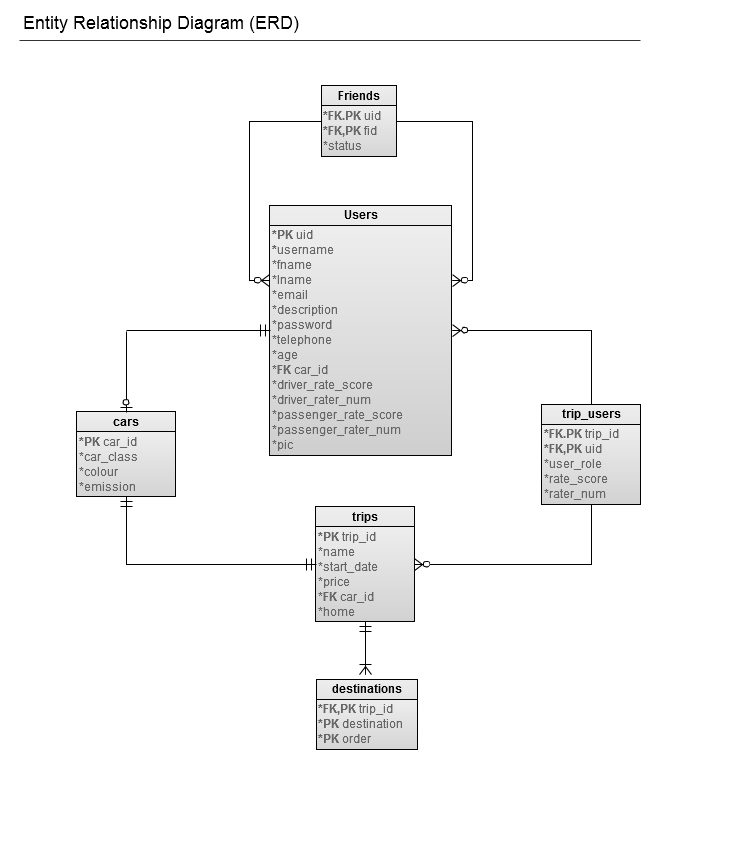 Entity Relationship Diagram (ERD)
Friends
*FK.PK uid
*FK,PK fid
*status
Users
*PK uid
*username
*fname
*lname
*email
*description
*password
*telephone
*age
*FK car_id
*driver_rate_score
*driver_rater_num
*passenger_rate_score
*passenger_rater_num
*pic
cars
*PK car_id
*car_class
*colour
*emission
trip_users
*FK.PK trip_id
*FK,PK uid
*user_role
*rate_score
*rater_num
trips
*PK trip_id
*name
*start_date
*price
*FK car_id
*home
destinations
*FK,PK trip_id
*PK destination
*PK order